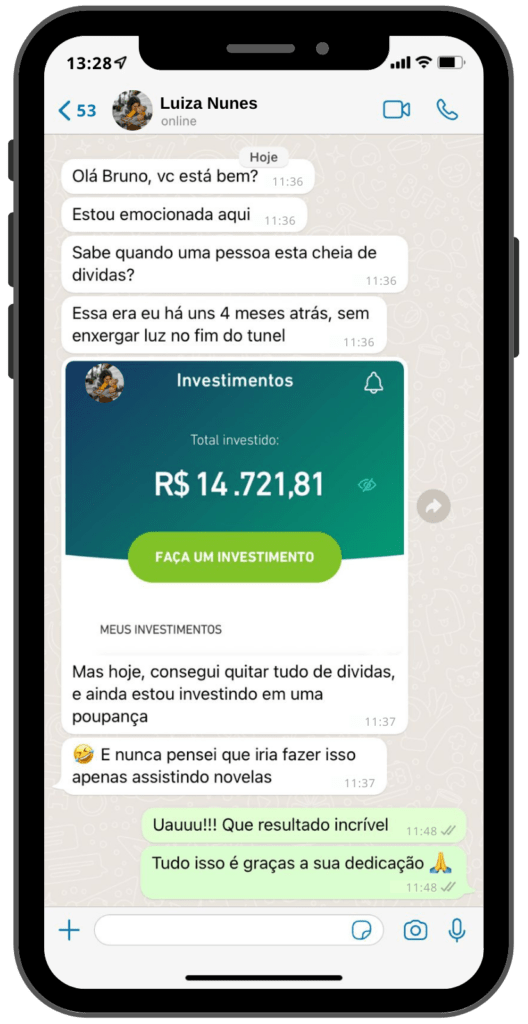 13:28
53
Luiza Nunes
online
Hoje
Olá Bruno, vc está bem?
11:36
Estou emocionada aqui
11:36
Sabe quando uma pessoa esta cheia de
dividas?
11:36
Essa era eu há uns 4 meses atrás, sem
enxergar luz no fim do tunel
11:36
Investimentos
Total investido:
R$ 14.721,81
FAÇA UM INVESTIMENTO
MEUS INVESTIMENTOS
Mas hoje, consegui quitar tudo de dividas,
e ainda estou investindo em uma
poupança
11:37
🤣 E nunca pensei que iria fazer isso
apenas assistindo novelas
11:37
Uauuu!!! Que resultado incrível
11:48
Tudo isso é graças a sua dedicação 🙏
11:48